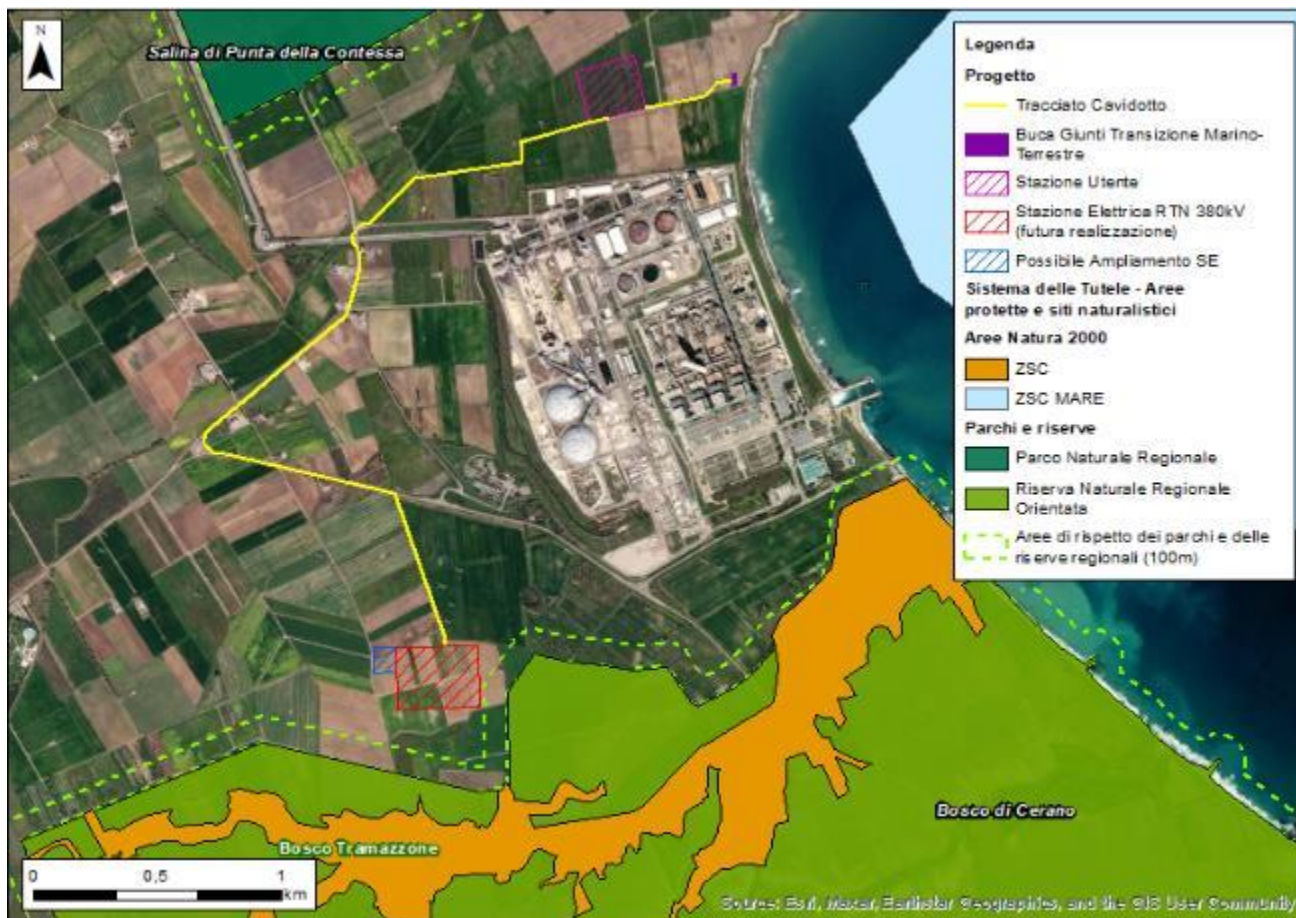 N
Salina di Punta della Contessa
Legenda
Progetto
Tracciato Cavidotto
Buca Giunti Transizione Marino-
Terrestre
Stazione Utente
Stazione Elettrica RTN 380kV
(futura realizzazione)
Possibile Ampliamento SE
Sistema delle Tutele - Aree
protette e siti naturalistici
Aree Natura 2000
ZSC
ZSC MARE
Parchi e riserve
Parco Naturale Regionale
Riserva Naturale Regionale
Orientata
Aree di rispetto dei parchi e delle
riserve regionali (100m)
Bosco di Cerano
Bosco Tramazzone
0 0,5 1
km
Source: Esri, Maxar, Earthstar Geographics, and the GIS User Community